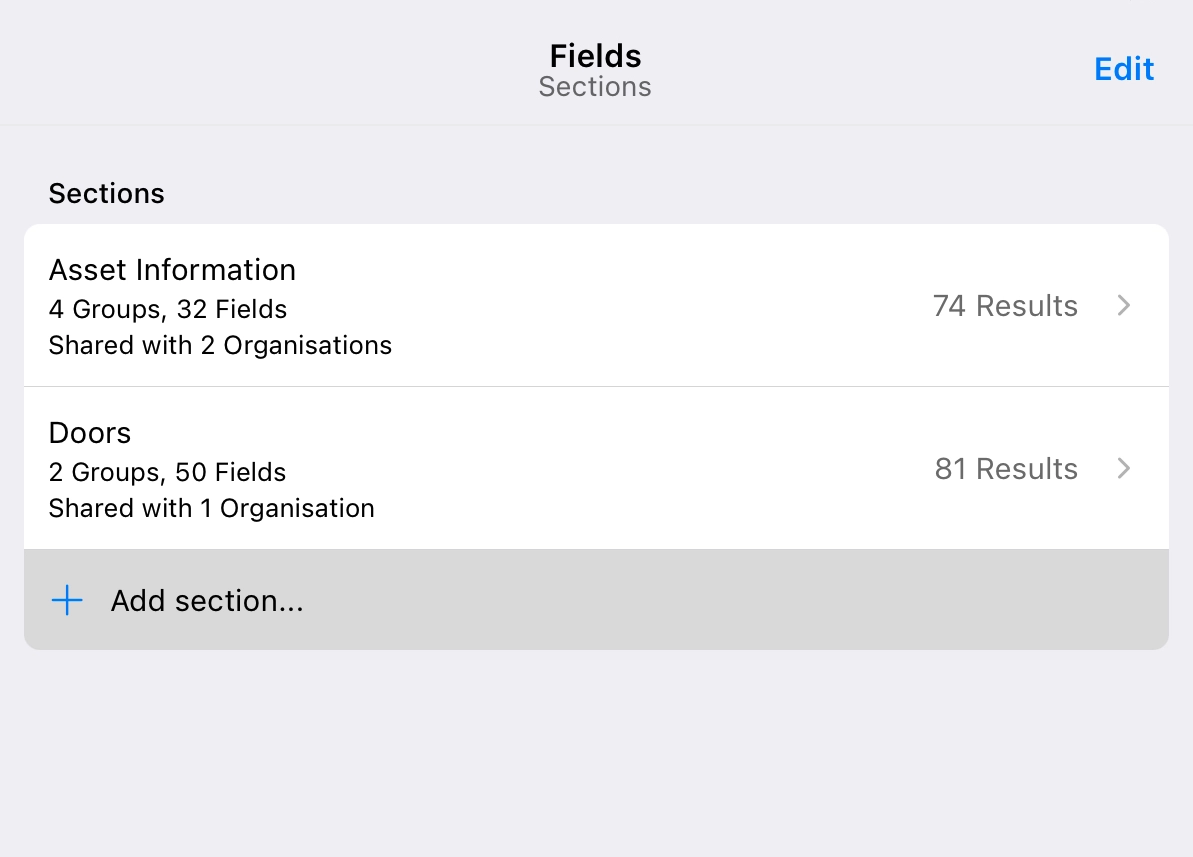 Fields
Sections
Edit
Sections
Asset Information
4 Groups, 32 Fields
Shared with 2 Organisations
74 Results
Doors
2 Groups, 50 Fields
Shared with 1 Organisation
81 Results
Add section...